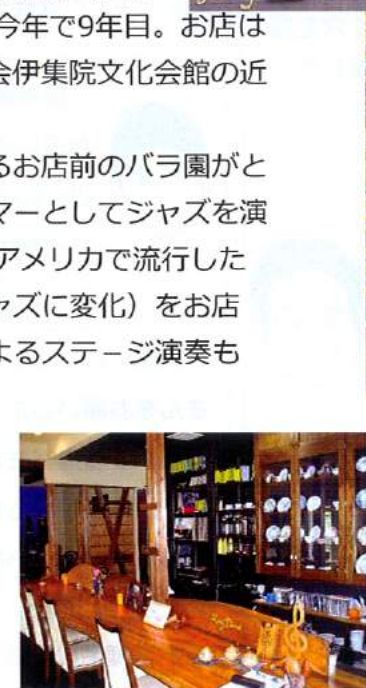 今年で9年目。お店は
会伊集院文化会館の近
るお店前のバラ園がと
マーとしてジャズを演
アメリカで流行した
ャズに変化）をお店
よるステ－ジ演奏も